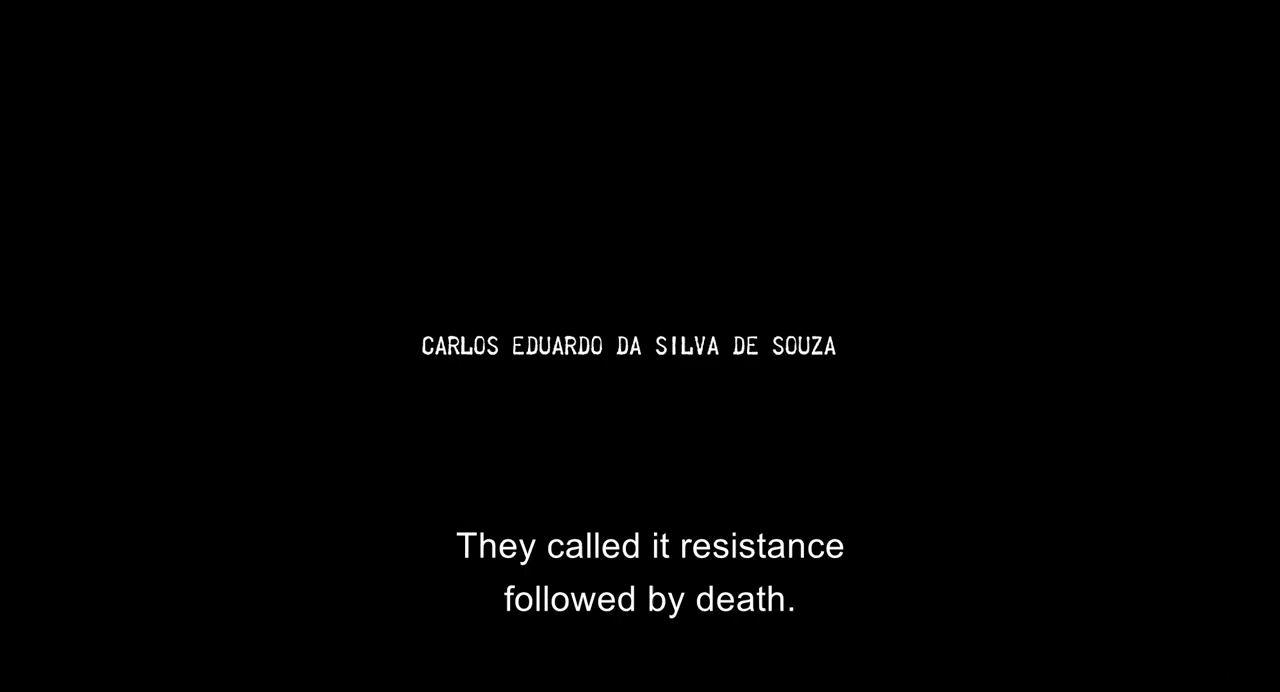 CARLOS EDUARDO DA SILVA DE SOUZA
They called it resistance
followed by death.